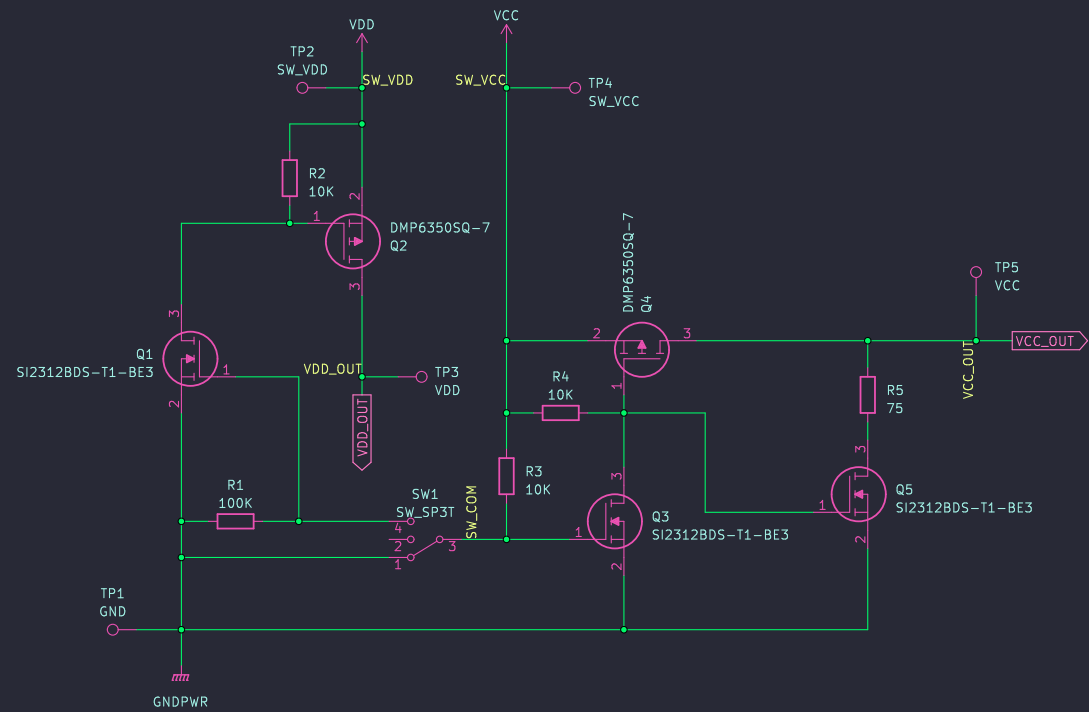 VDD
VCC
TP2
SW_VDD
SW_VDD
SW_VCC
TP4
SW_VCC
R2
10K
2
1
DMP6350SQ-7
Q2
3
DMP6350SQ-7
Q4
TP5
VCC
3
Q1
SI2312BDS-T1-BE3
1
2
VDD_OUT
TP3
VDD
VDD_OUT
2
3
1
VCC_OUT
VCC_OUT
R4
10K
R5
75
R3
10K
3
Q5
SI2312BDS-T1-BE3
1
2
R1
100K
SW1
SW_SP3T
4
2
3
1
SW_COM
3
1
Q3
SI2312BDS-T1-BE3
2
TP1
GND
GNDPWR